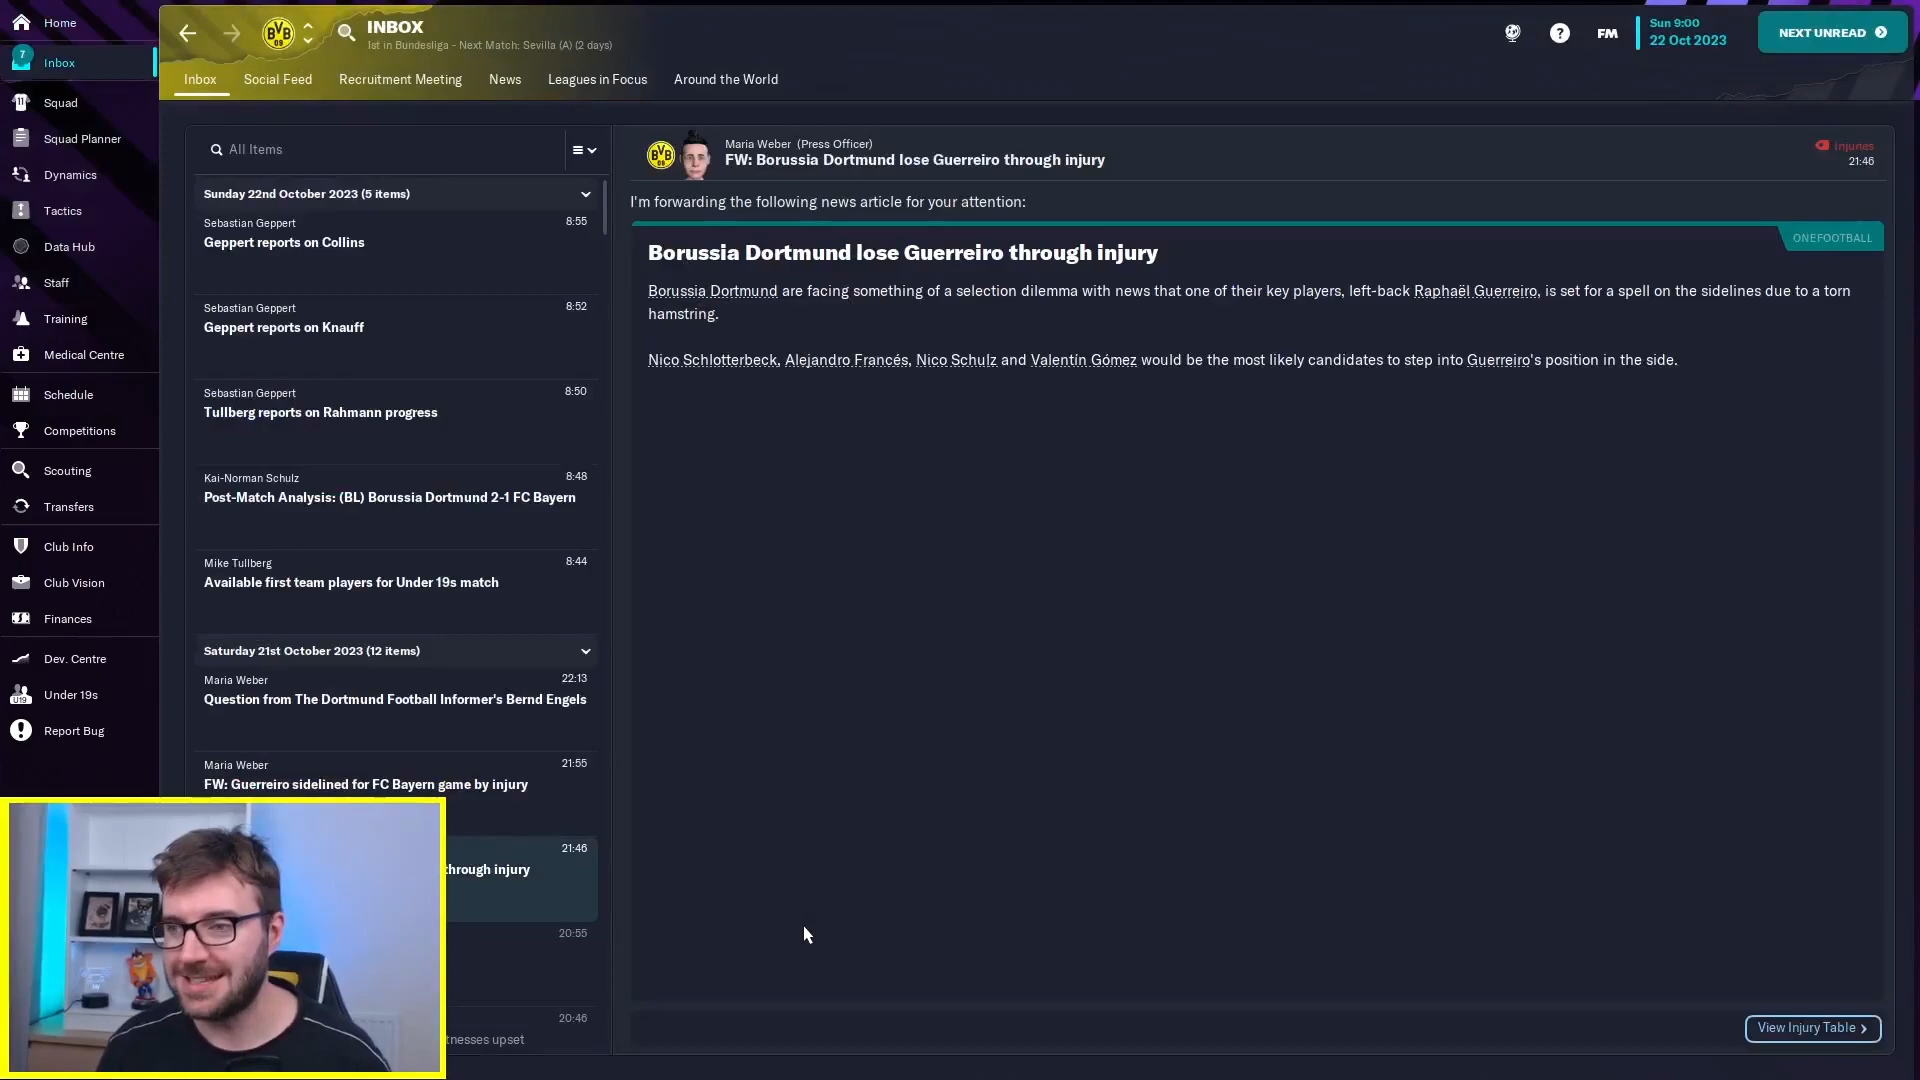 Home
7
Inbox
Squad
Squad Planner
Dynamics
Tactics
Data Hub
Staff
Training
Medical Centre
Schedule
Competitions
Scouting
Transfers
Club Info
Club Vision
Finances
Dev. Centre
Under 19s
Report Bug
BVB
09
INBOX
1st in Bundesliga - Next Match: Sevilla (A) (2 days)
FM
Sun 9:00
22 Oct 2023
NEXT UNREAD
Inbox
Social Feed
Recruitment Meeting
News
Leagues in Focus
Around the World
All Items
Sunday 22nd October 2023 (5 items)
Sebastian Geppert 8:55
Geppert reports on Collins
Sebastian Geppert 8:52
Geppert reports on Knauff
Sebastian Geppert 8:50
Tullberg reports on Rahmann progress
Kai-Norman Schulz 8:48
Post-Match Analysis: (BL) Borussia Dortmund 2-1 FC Bayern
Mike Tullberg 8:44
Available first team players for Under 19s match
Saturday 21st October 2023 (12 items)
Maria Weber 22:13
Question from The Dortmund Football Informer's Bernd Engels
Maria Weber 21:55
FW: Guerreiro sidelined for FC Bayern game by injury
21:46
through injury
20:55
20:46
tnesses upset
BVB
09
Maria Weber (Press Officer)
FW: Borussia Dortmund lose Guerreiro through injury
Injuries
21:46
I'm forwarding the following news article for your attention:
ONEFOOTBALL
Borussia Dortmund lose Guerreiro through injury
Borussia Dortmund are facing something of a selection dilemma with news that one of their key players, left-back Raphaël Guerreiro, is set for a spell on the sidelines due to a torn
hamstring.
Nico Schlotterbeck, Alejandro Francés, Nico Schulz and Valentín Gómez would be the most likely candidates to step into Guerreiro's position in the side.
View Injury Table